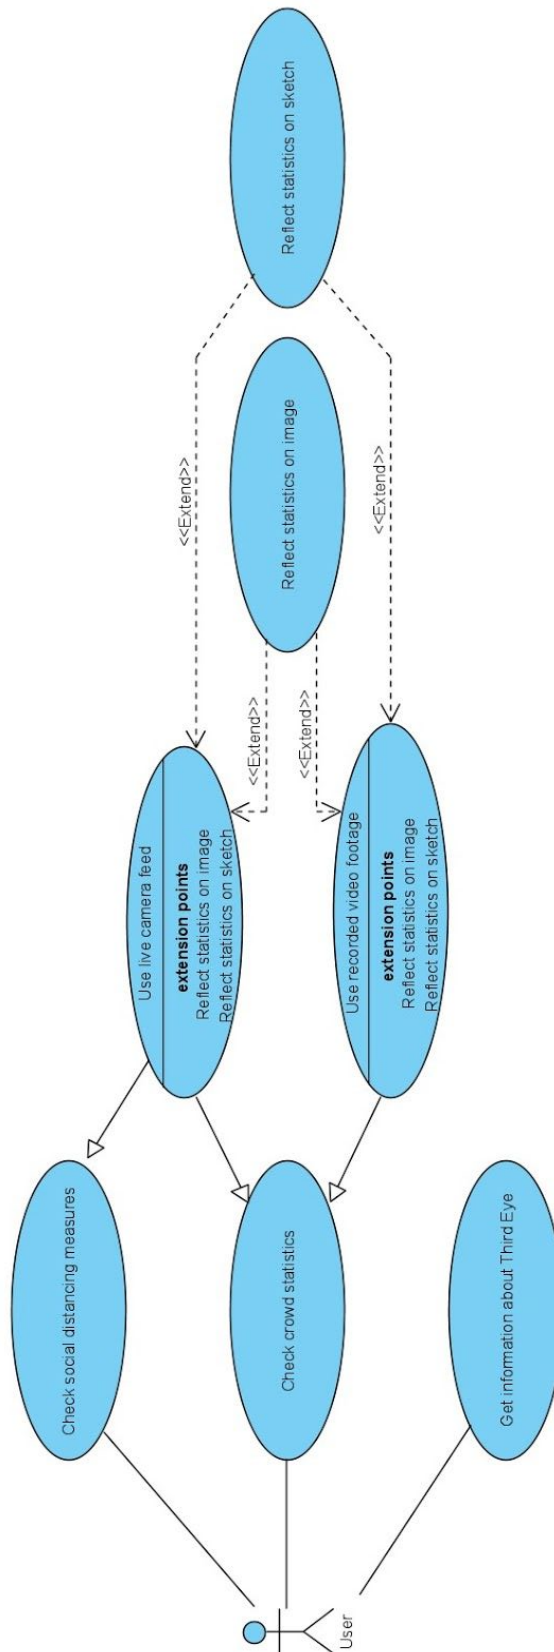 User
Check social distancing measures
Check crowd statistics
Get information about Third Eye
Use live camera feed
extension points
Reflect statistics on image
Reflect statistics on sketch
Use recorded video footage
extension points
Reflect statistics on image
Reflect statistics on sketch
<<Extend>>
<<Extend>>
<<Extend>>
<<Extend>>
Reflect statistics on image
Reflect statistics on sketch